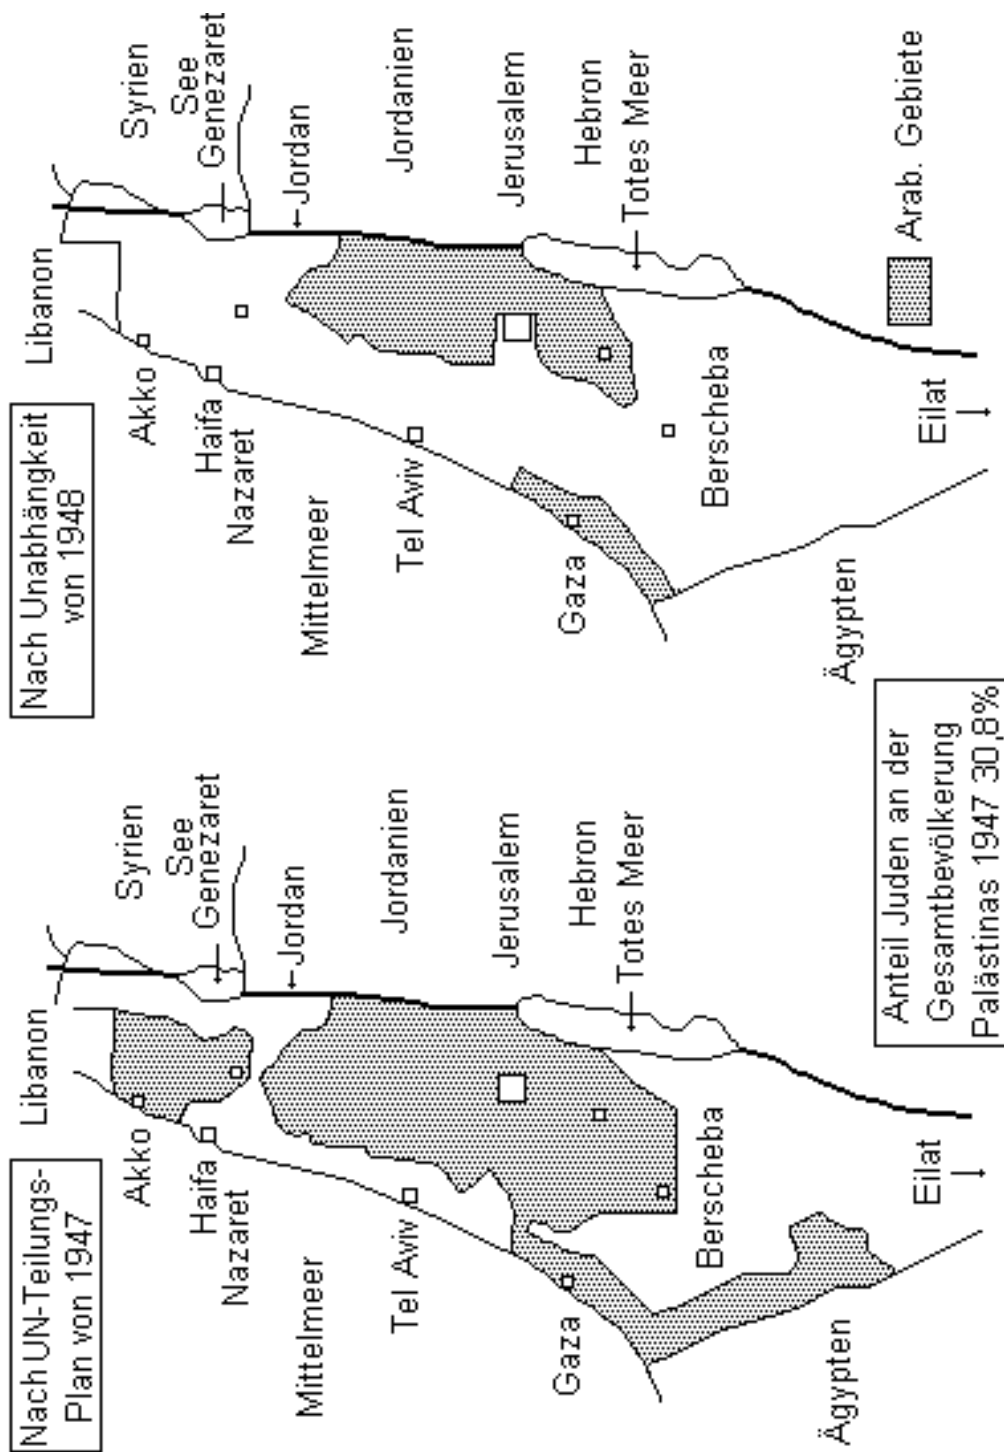 Nach UN-Teilungs-
Plan von 1947
Libanon
Syrien
Akko
See
Genezaret
Haifa
Nazaret
Jordan
Mittelmeer
Jordanien
Tel Aviv
Jerusalem
Gaza
Hebron
Totes Meer
Berscheba
Ägypten
Eilat
Nach Unabhängkeit
von 1948
Libanon
Syrien
Akko
See
Genezaret
Haifa
Nazaret
Jordan
Mittelmeer
Jordanien
Tel Aviv
Jerusalem
Gaza
Hebron
Totes Meer
Berscheba
Ägypten
Eilat
Arab. Gebiete
Anteil Juden an der
Gesamtbevölkerung
Palästinas 1947 30,8%